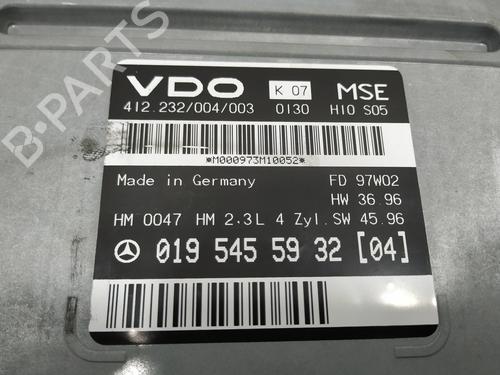 B-PARTS
VDO K 07 MSE
412.232/004/003 0130 H10 S05
*M000973M10052*
Made in Germany FD 97W02
HW 36.96
HM 0047 HM 2.3L 4 Zyl. SW 45.96
019 545 59 32 [04]